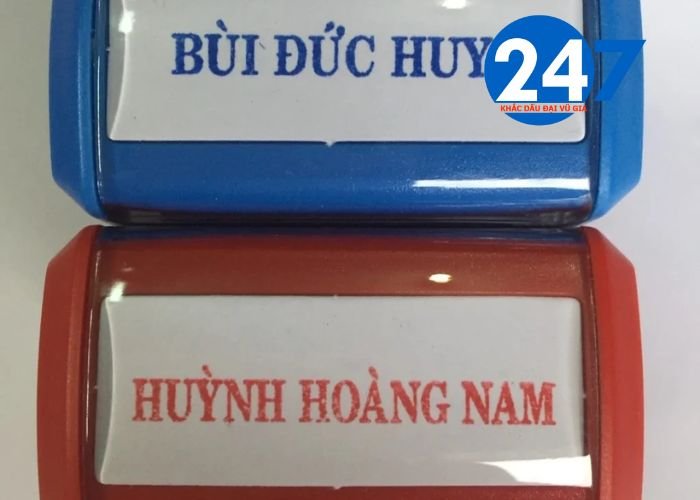 BÙI ĐỨC HUY
247
KHẮC DẤU ĐẠI VŨ GIA
HUỲNH HOÀNG NAM